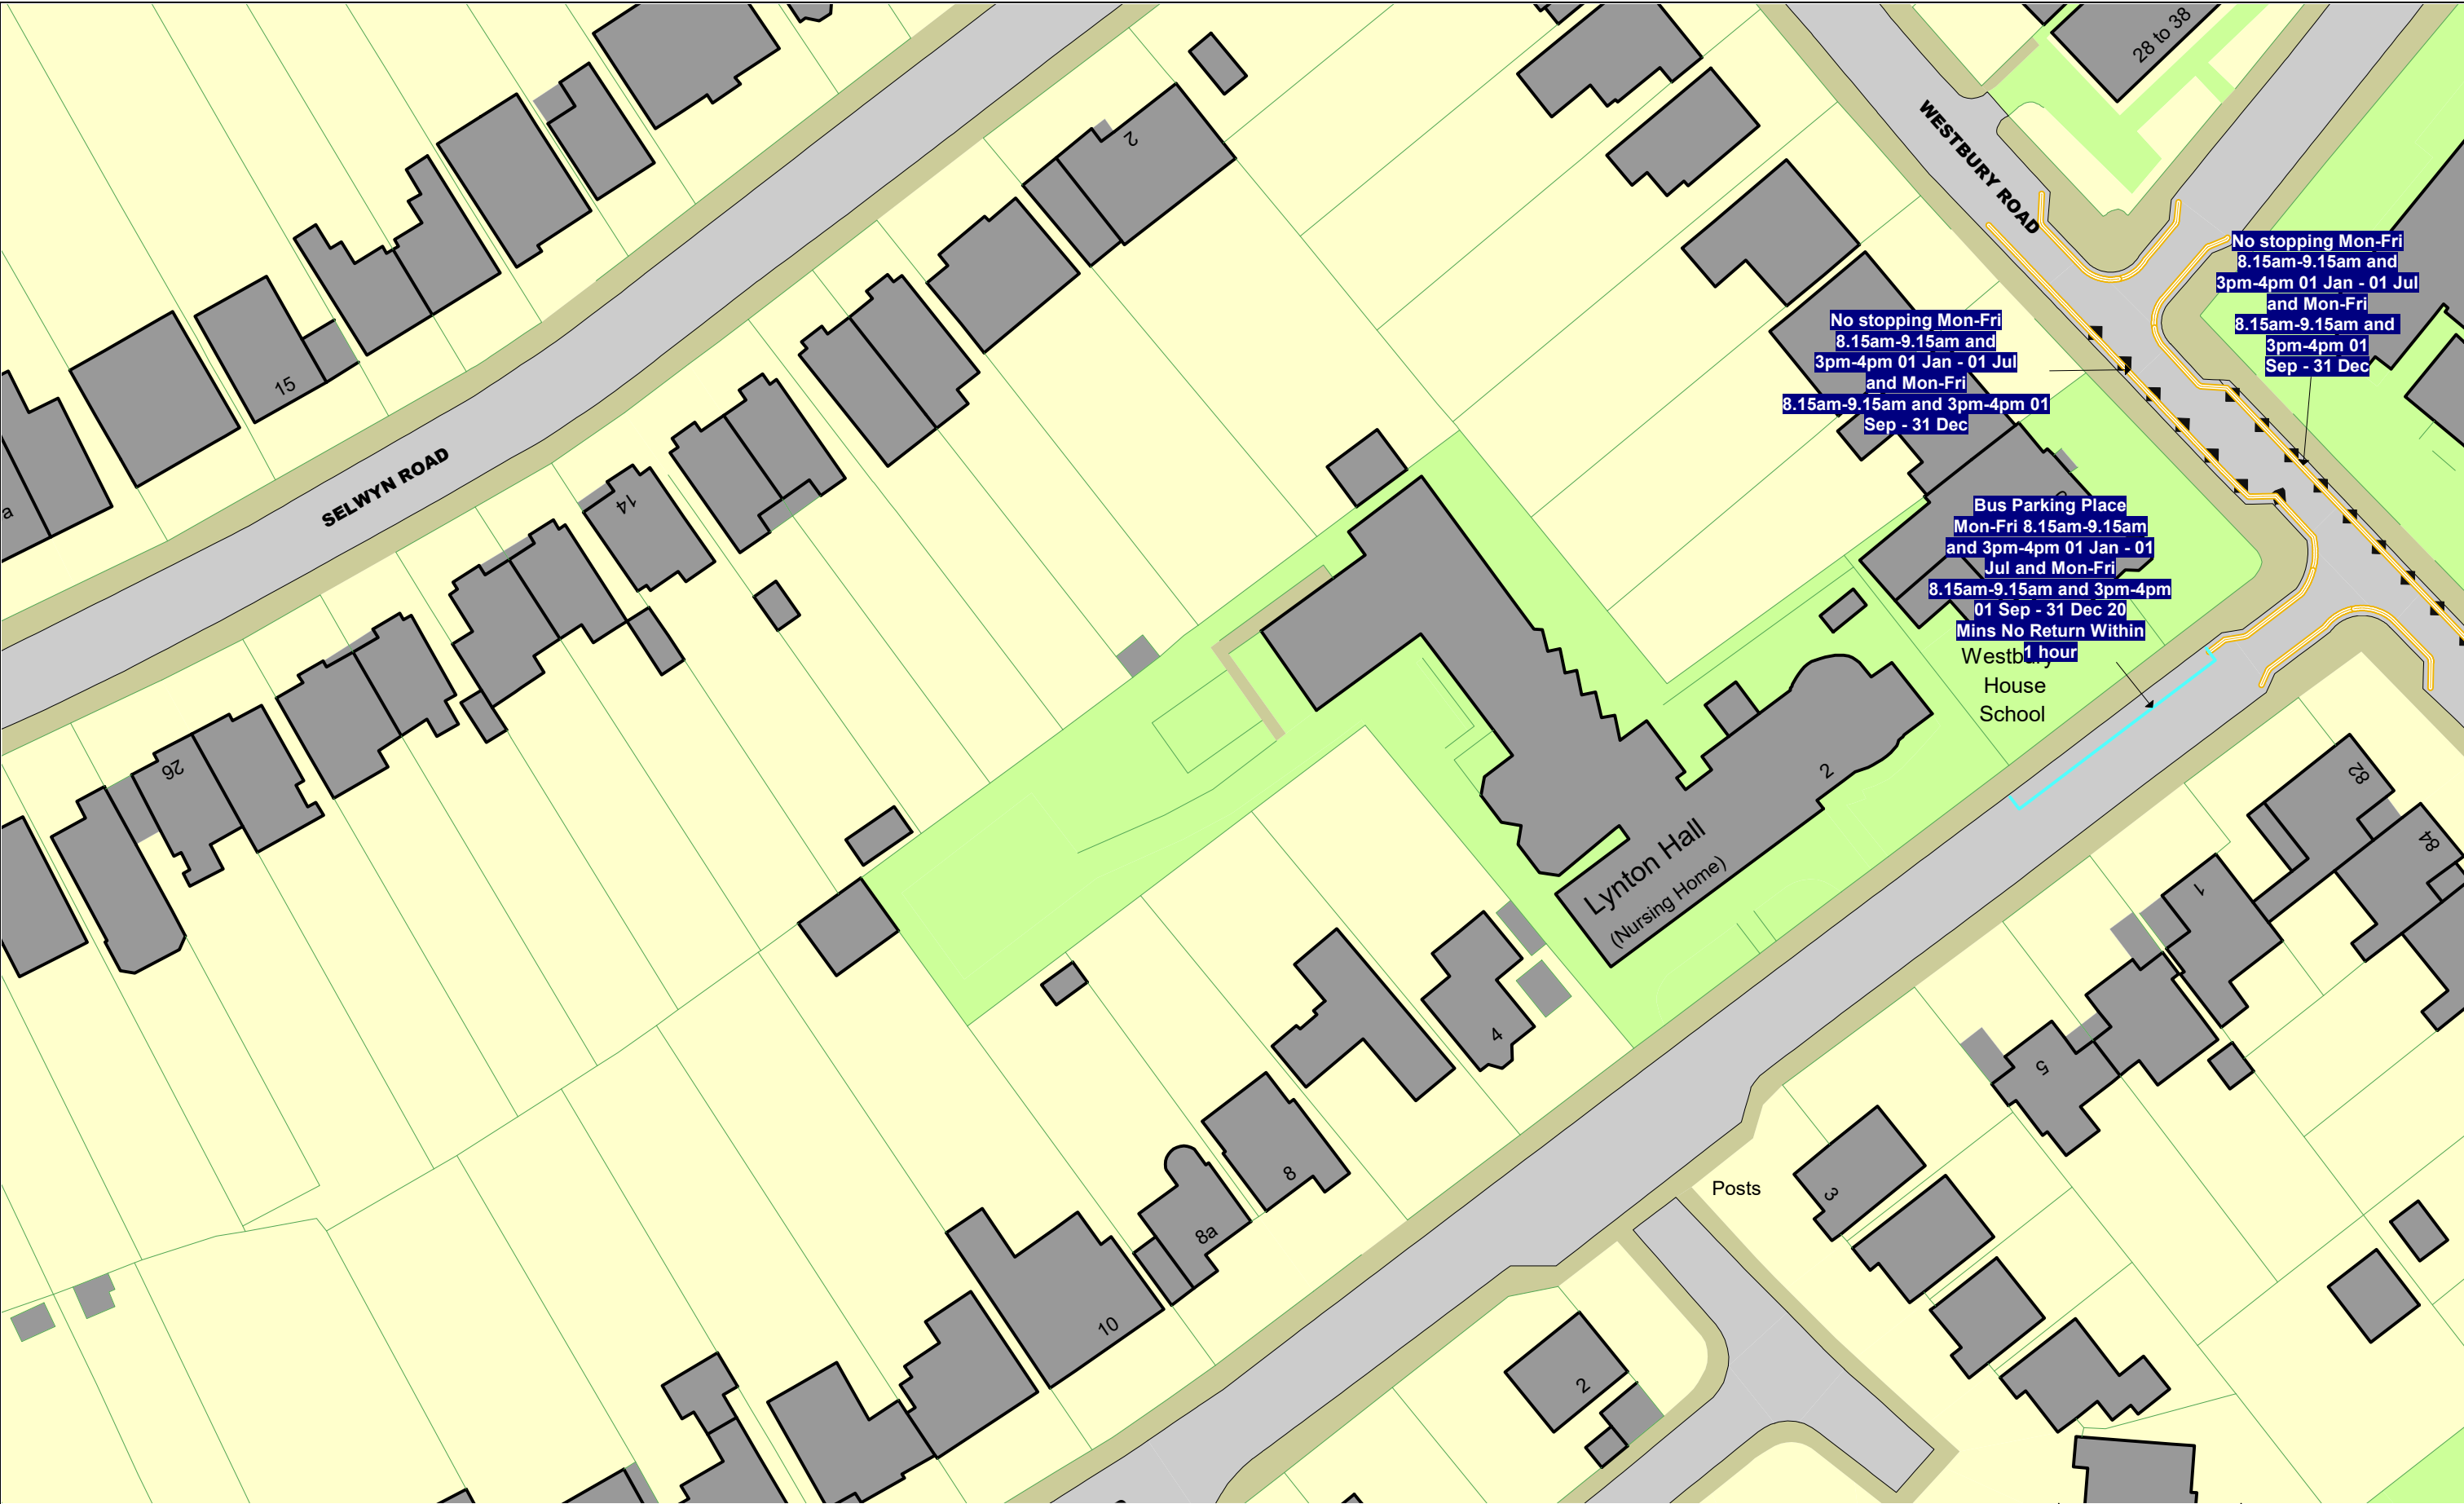 28 to 38
WESTBURY ROAD
2
No stopping Mon-Fri
8.15am-9.15am and
3pm-4pm 01 Jan - 01 Jul
and Mon-Fri
8.15am-9.15am and
3pm-4pm 01
Sep - 31 Dec
No stopping Mon-Fri
8.15am-9.15am and
3pm-4pm 01 Jan - 01 Jul
and Mon-Fri
8.15am-9.15am and 3pm-4pm 01
Sep - 31 Dec
15
SELWYN ROAD
a
14
Bus Parking Place
Mon-Fri 8.15am-9.15am
and 3pm-4pm 01 Jan - 01
Jul and Mon-Fri
8.15am-9.15am and 3pm-4pm
01 Sep - 31 Dec 20
Mins No Return Within
1 hour
Westbury
House
School
26
2
82
84
Lynton Hall
(Nursing Home)
1
4
5
8
Posts
3
8a
10
2